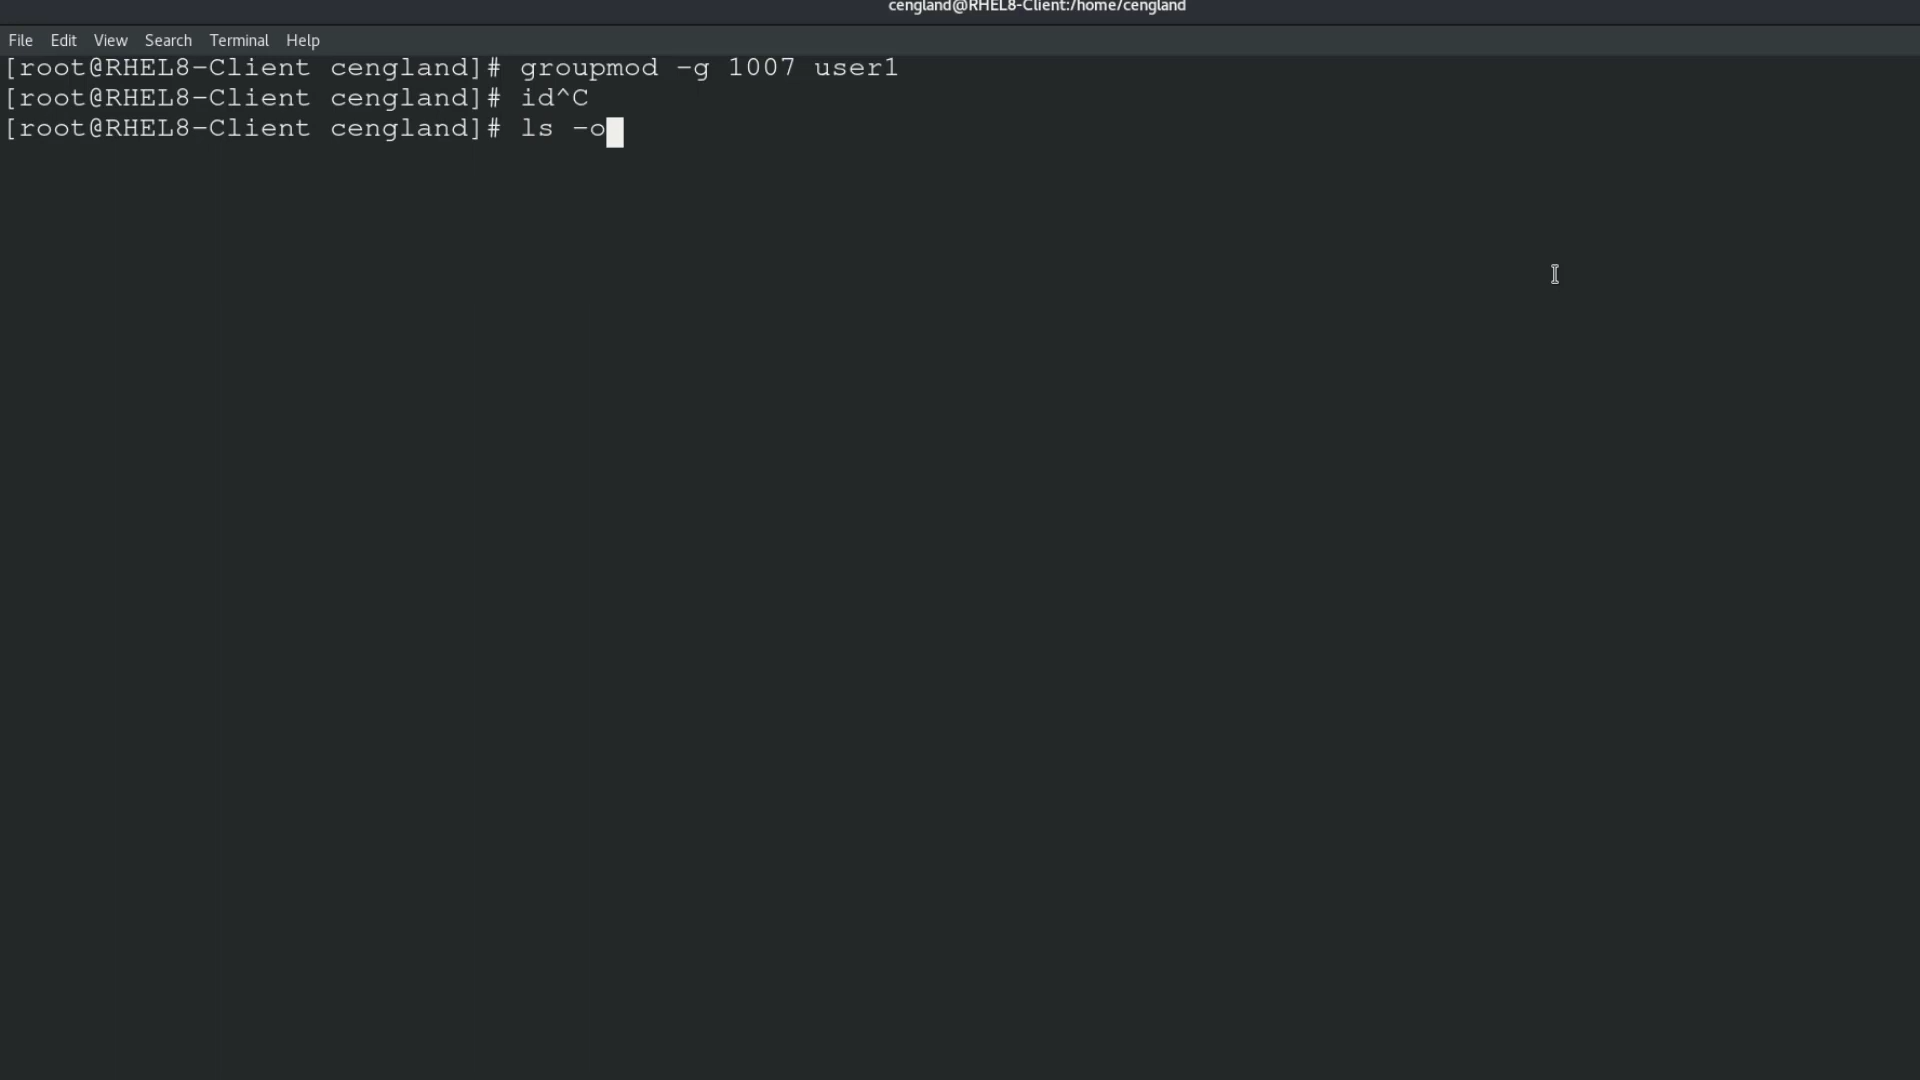 cengland@RHEL8-Client:/home/cengland
File Edit View Search Terminal Help
[root@RHEL8-Client cengland]# groupmod -g 1007 user1
[root@RHEL8-Client cengland]# id^C
[root@RHEL8-Client cengland]# ls -o